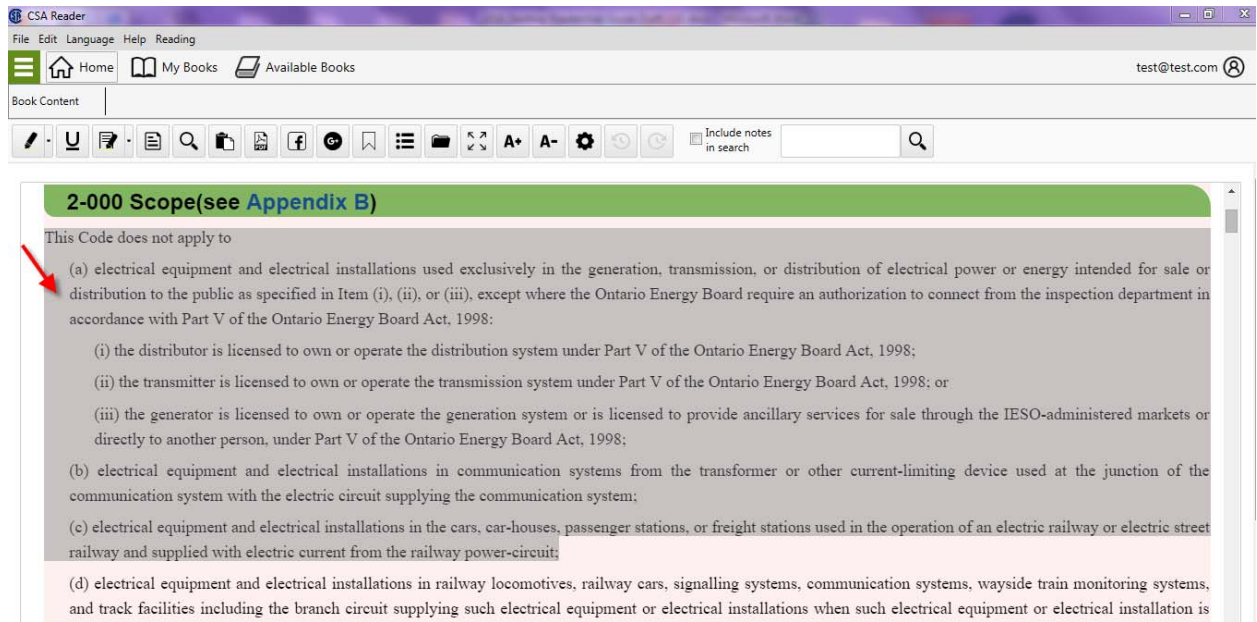 CSA Reader
File Edit Language Help Reading
Home My Books Available Books test@test.com
Book Content
A+ A- Include notes
in search
2-000 Scope(see Appendix B)
This Code does not apply to
(a) electrical equipment and electrical installations used exclusively in the generation, transmission, or distribution of electrical power or energy intended for sale or
distribution to the public as specified in Item (i), (ii), or (iii), except where the Ontario Energy Board require an authorization to connect from the inspection department in
accordance with Part V of the Ontario Energy Board Act, 1998:
(i) the distributor is licensed to own or operate the distribution system under Part V of the Ontario Energy Board Act, 1998;
(ii) the transmitter is licensed to own or operate the transmission system under Part V of the Ontario Energy Board Act, 1998; or
(iii) the generator is licensed to own or operate the generation system or is licensed to provide ancillary services for sale through the IESO-administered markets or
directly to another person, under Part V of the Ontario Energy Board Act, 1998;
(b) electrical equipment and electrical installations in communication systems from the transformer or other current-limiting device used at the junction of the
communication system with the electric circuit supplying the communication system;
(c) electrical equipment and electrical installations in the cars, car-houses, passenger stations, or freight stations used in the operation of an electric railway or electric street
railway and supplied with electric current from the railway power-circuit;
(d) electrical equipment and electrical installations in railway locomotives, railway cars, signalling systems, communication systems, wayside train monitoring systems,
and track facilities including the branch circuit supplying such electrical equipment or electrical installations when such electrical equipment or electrical installation is